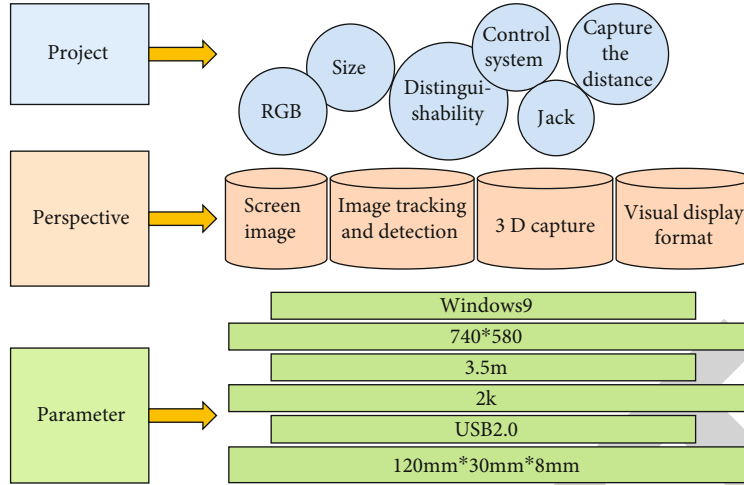 Project
RGB
Size
Distingui-
shability
Control
system
Jack
Capture
the
distance
Perspective
Screen
image
Image tracking
and detection
3 D capture
Visual display
format
Parameter
Windows9
740*580
3.5m
2k
USB2.0
120mm*30mm*8mm